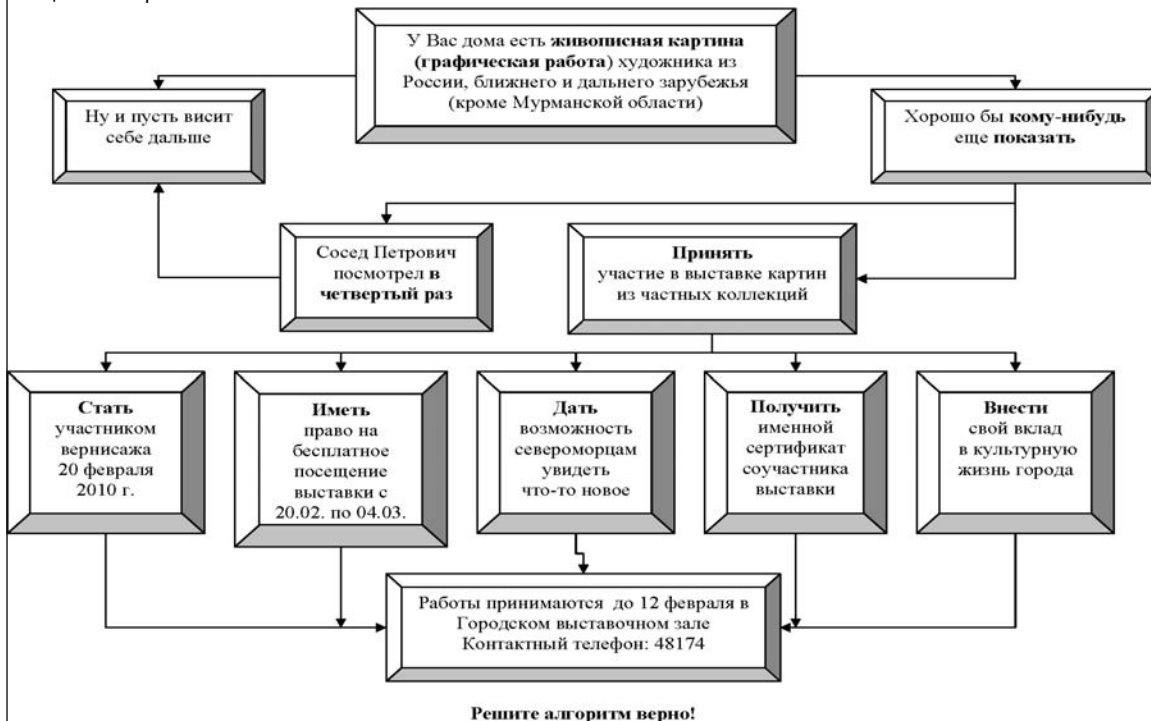 У Вас дома есть живописная картина
(графическая работа) художника из
России, ближнего и дальнего зарубежья
(кроме Мурманской области)
Ну и пусть висит
себе дальше
Хорошо бы кому-нибудь
еще показать
Сосед Петрович
посмотрел в
четвертый раз
Принять
участие в выставке картин
из частных коллекций
Стать
участником
вернисажа
20 февраля
2010 г.
Иметь
право на
бесплатное
посещение
выставки с
20.02. по 04.03.
Дать
возможность
североморцам
увидеть
что-то новое
Получить
именной
сертификат
соучастника
выставки
Внести
свой вклад
в культурную
жизнь города
Работы принимаются до 12 февраля в
Городском выставочном зале
Контактный телефон: 48174
Решите алгоритм верно!